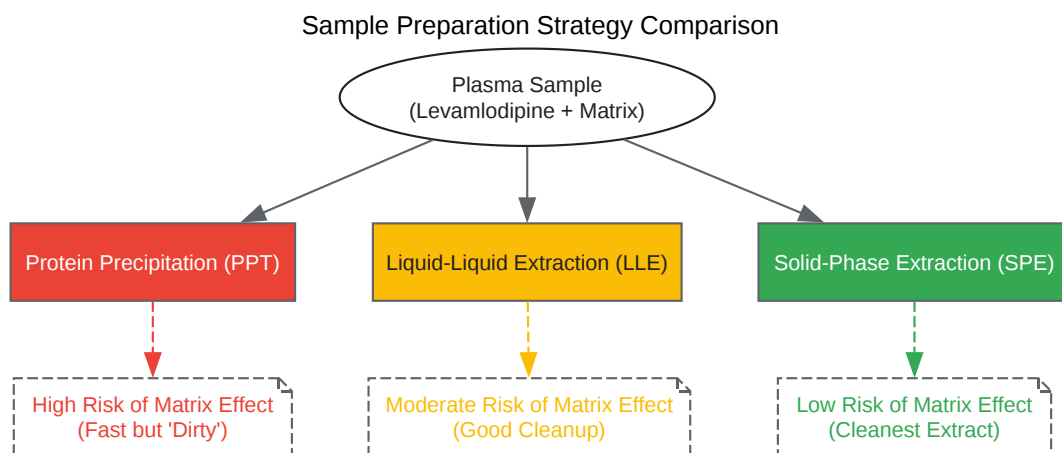 Sample Preparation Strategy Comparison
Plasma Sample
(Levamlodipine + Matrix)
Protein Precipitation (PPT)
Liquid-Liquid Extraction (LLE)
Solid-Phase Extraction (SPE)
High Risk of Matrix Effect
(Fast but 'Dirty')
Moderate Risk of Matrix Effect
(Good Cleanup)
Low Risk of Matrix Effect
(Cleanest Extract)